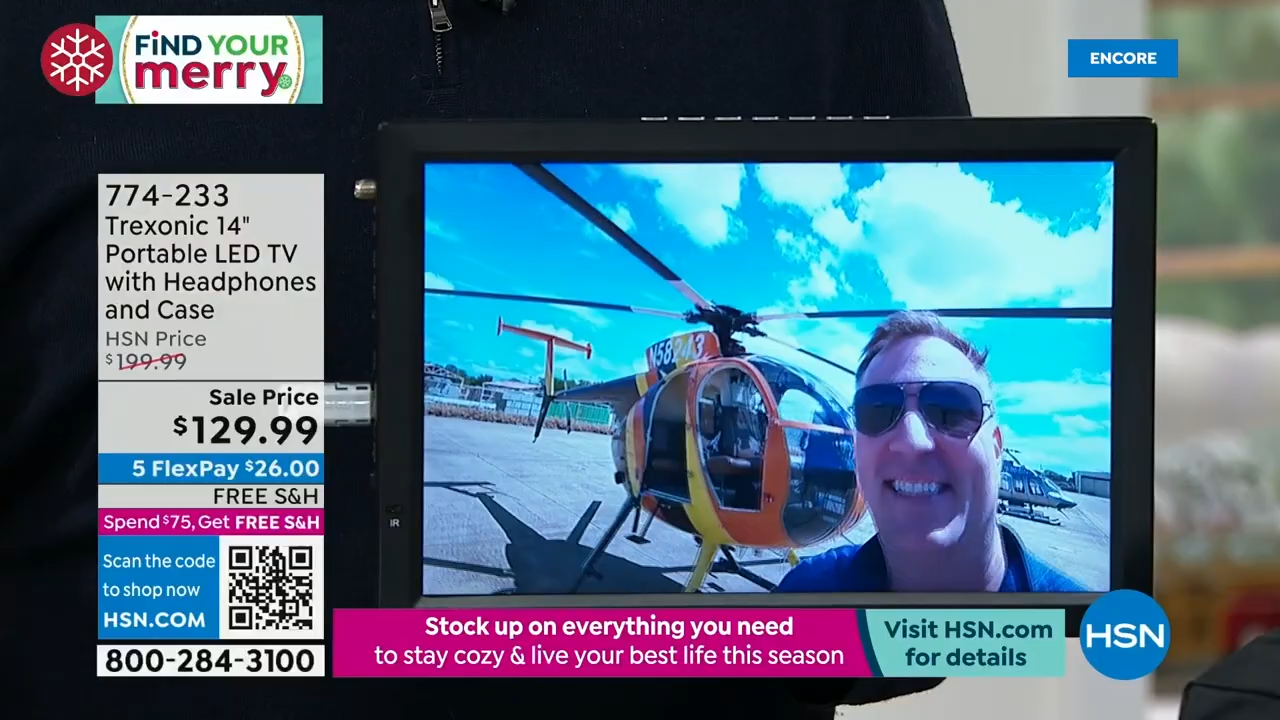 FiND YOUR
merry
ENCORE
774-233
Trexonic 14"
Portable LED TV
with Headphones
and Case
HSN Price
$199.99
Sale Price
$129.99
5 FlexPay $26.00
FREE S&H
Spend $75, Get FREE S&H
Scan the code
to shop now
HSN.COM
800-284-3100
IR
Stock up on everything you need
to stay cozy & live your best life this season
Visit HSN.com
for details
HSN